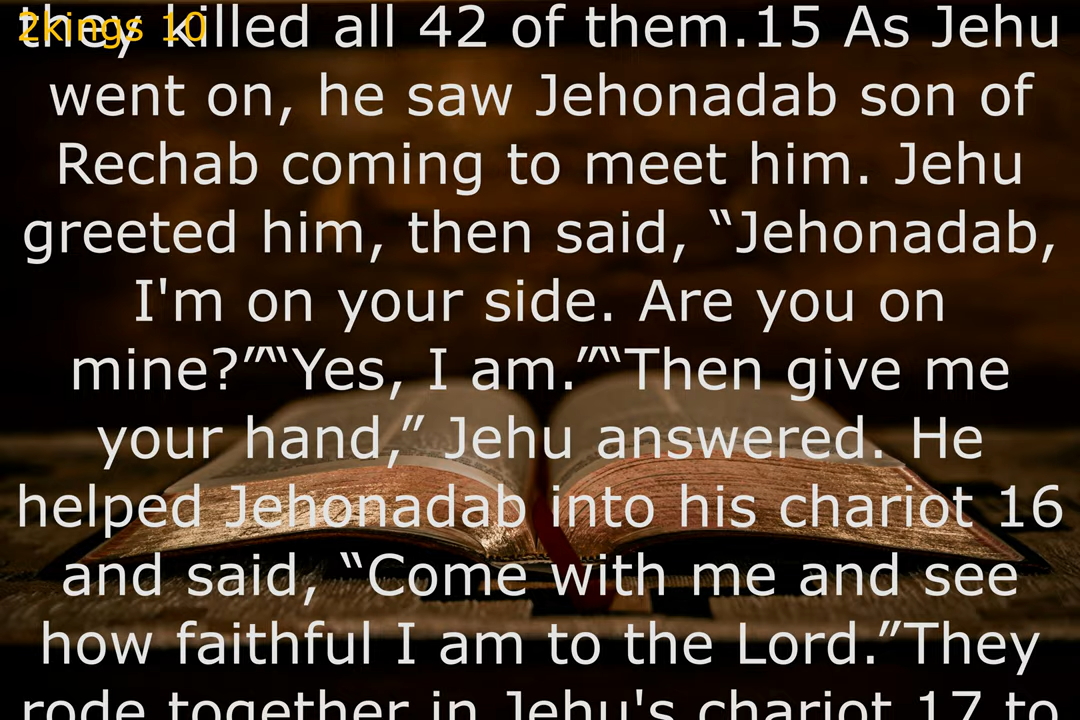 2kings 10
they killed all 42 of them.15 As Jehu
went on, he saw Jehonadab son of
Rechab coming to meet him. Jehu
greeted him, then said, “Jehonadab,
I'm on your side. Are you on
mine?”“Yes, I am.”“Then give me
your hand,” Jehu answered. He
helped Jehonadab into his chariot 16
and said, “Come with me and see
how faithful I am to the Lord.”They
rode together in Jehu's chariot 17 to